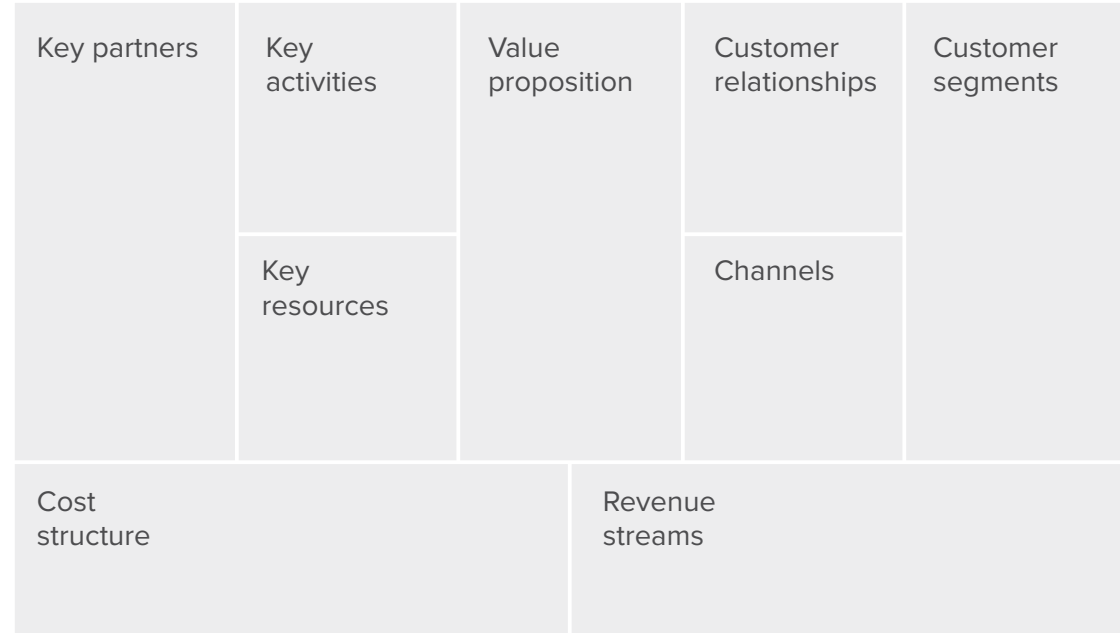 Key partners
Key
activities
Value
proposition
Customer
relationships
Customer
segments
Key
resources
Channels
Cost
structure
Revenue
streams